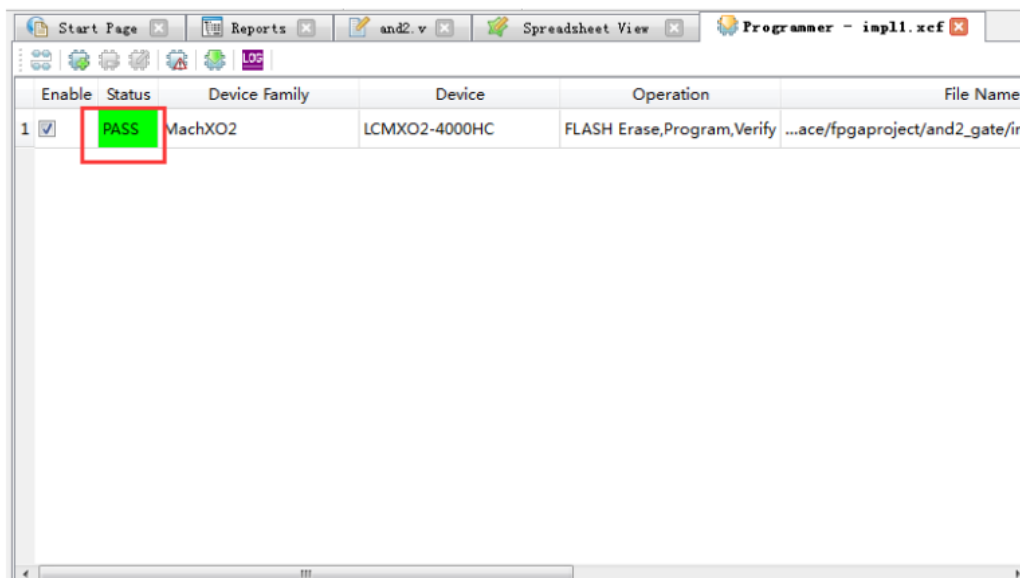 Start Page Reports and2.v Spreadsheet View Programmer - impl1.xcf
LOG
Enable Status Device Family Device Operation File Name
1 PASS MachXO2 LCMXO2-4000HC FLASH Erase,Program,Verify ...ace/fpgaproject/and2_gate/i